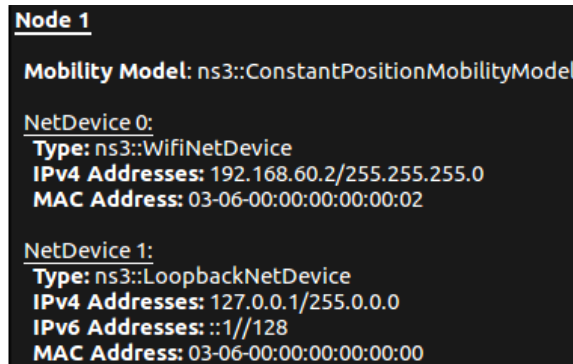 Node 1
Mobility Model: ns3::ConstantPositionMobilityModel
NetDevice 0:
Type: ns3::WifiNetDevice
IPv4 Addresses: 192.168.60.2/255.255.255.0
MAC Address: 03-06-00:00:00:00:00:02
NetDevice 1:
Type: ns3::LoopbackNetDevice
IPv4 Addresses: 127.0.0.1/255.0.0.0
IPv6 Addresses: ::1//128
MAC Address: 03-06-00:00:00:00:00:00